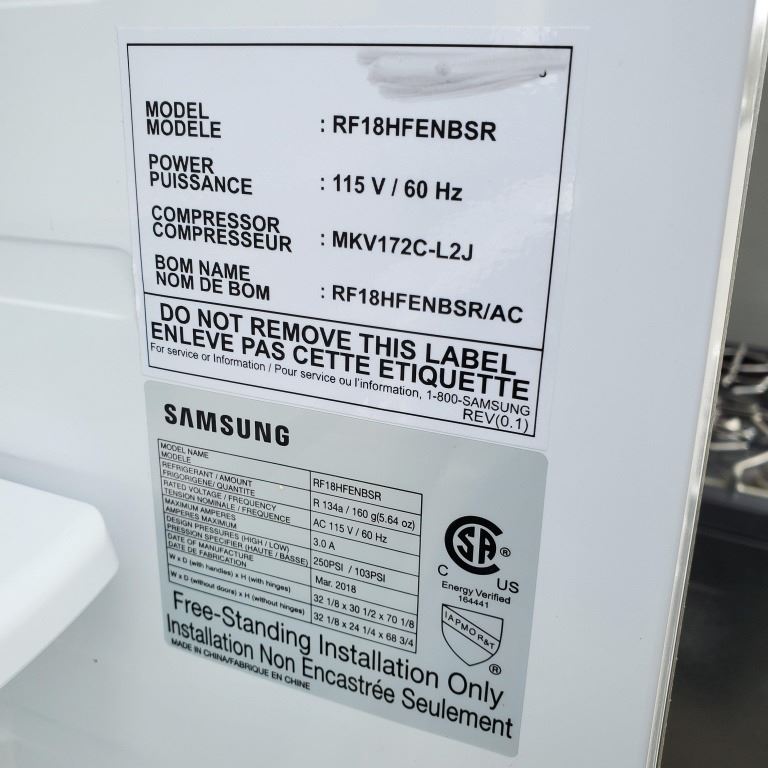 MODEL
MODELE : RF18HFENBSR
POWER
PUISSANCE : 115 V / 60 Hz
COMPRESSOR
COMPRESSEUR : MKV172C-L2J
BOM NAME
NOM DE BOM : RF18HFENBSR/AC
DO NOT REMOVE THIS LABEL
ENLEVE PAS CETTE ETIQUETTE
For service or Information / Pour service ou l'information, 1-800-SAMSUNG
REV(0.1)
SAMSUNG
MODEL NAME
MODELE RF18HFENBSR
REFRIGERANT / AMOUNT
FRIGORIGENE/ QUANTITE R 134a / 160 g(5.64 oz)
RATED VOLTAGE / FREQUENCY
TENSION NOMINALE / FREQUENCE AC 115 V / 60 Hz
MAXIMUM AMPERES
AMPERES MAXIMUM 3.0 A
DESIGN PRESSURES (HIGH / LOW)
PRESSION SPECIFIER (HAUTE / BASSE) 250PSI / 103PSI
DATE OF MANUFACTURE
DATE DE FABRICATION Mar. 2018
W x D (with handles) x H (with hinges) 32 1/8 x 30 1/2 x 70 1/8
W x D (without doors) x H (without hinges) 32 1/8 x 24 1/4 x 68 3/4
SA ®
C US
Energy Verified
164441
IAPMO R&T
®
Free-Standing Installation Only
Installation Non Encastrée Seulement
MADE IN CHINA/FABRIQUE EN CHINE